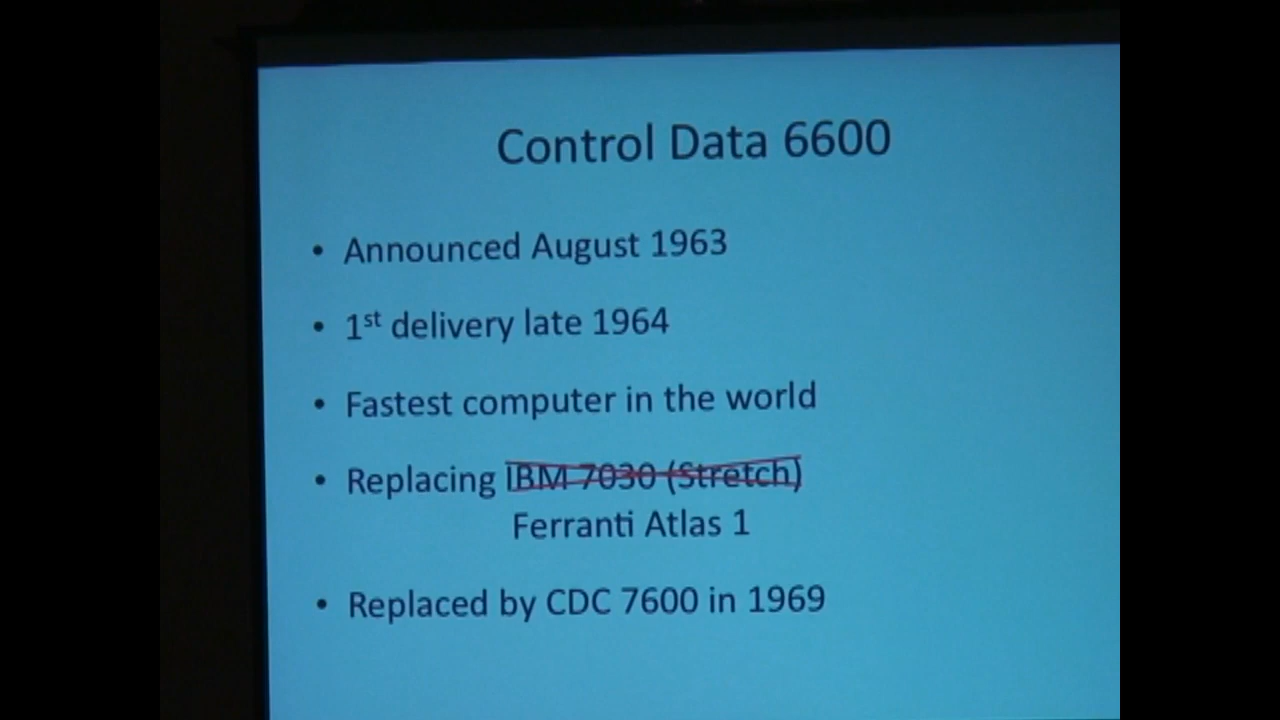 Control Data 6600
• Announced August 1963
• 1st delivery late 1964
• Fastest computer in the world
• Replacing IBM 7030 (Stretch)
Ferranti Atlas 1
• Replaced by CDC 7600 in 1969